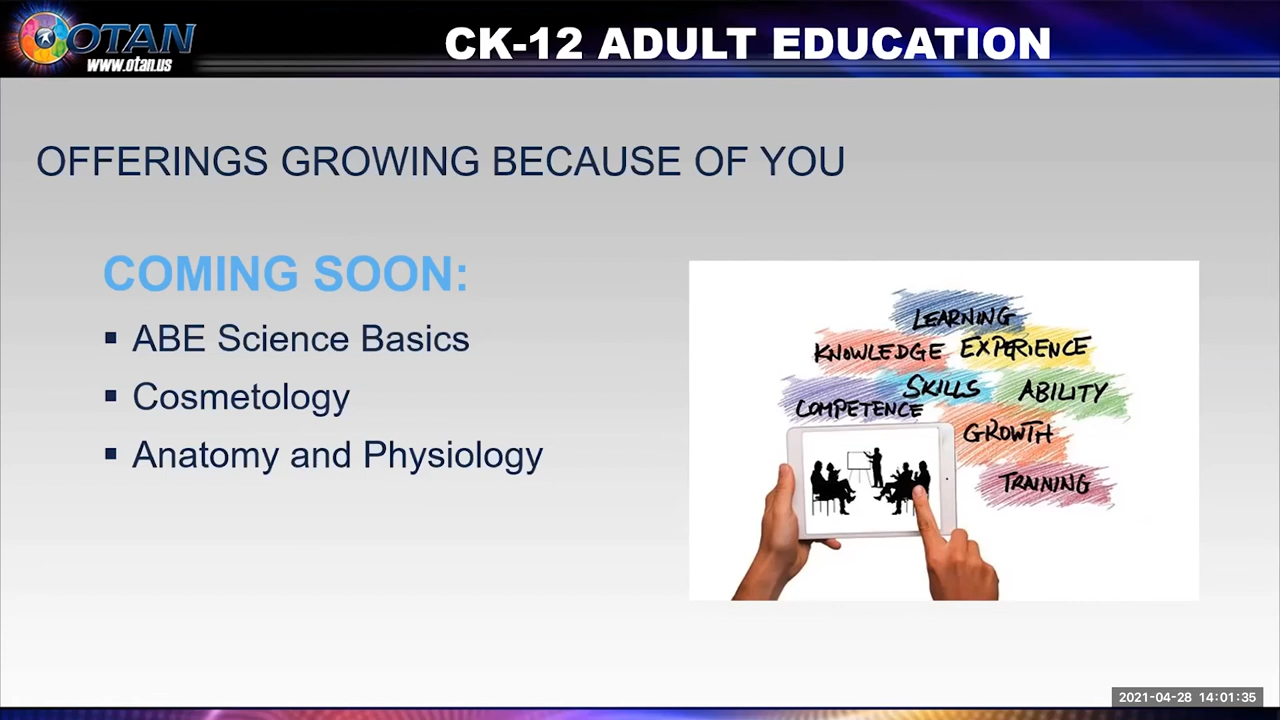 OTAN
www.otan.us
CK-12 ADULT EDUCATION
OFFERINGS GROWING BECAUSE OF YOU
COMING SOON:
▪ ABE Science Basics
▪ Cosmetology
▪ Anatomy and Physiology
LEARNING
KNOWLEDGE EXPERIENCE
SKILLS ABILITY
COMPETENCE
GROWTH
TRAINING
2021-04-28 14:01:35